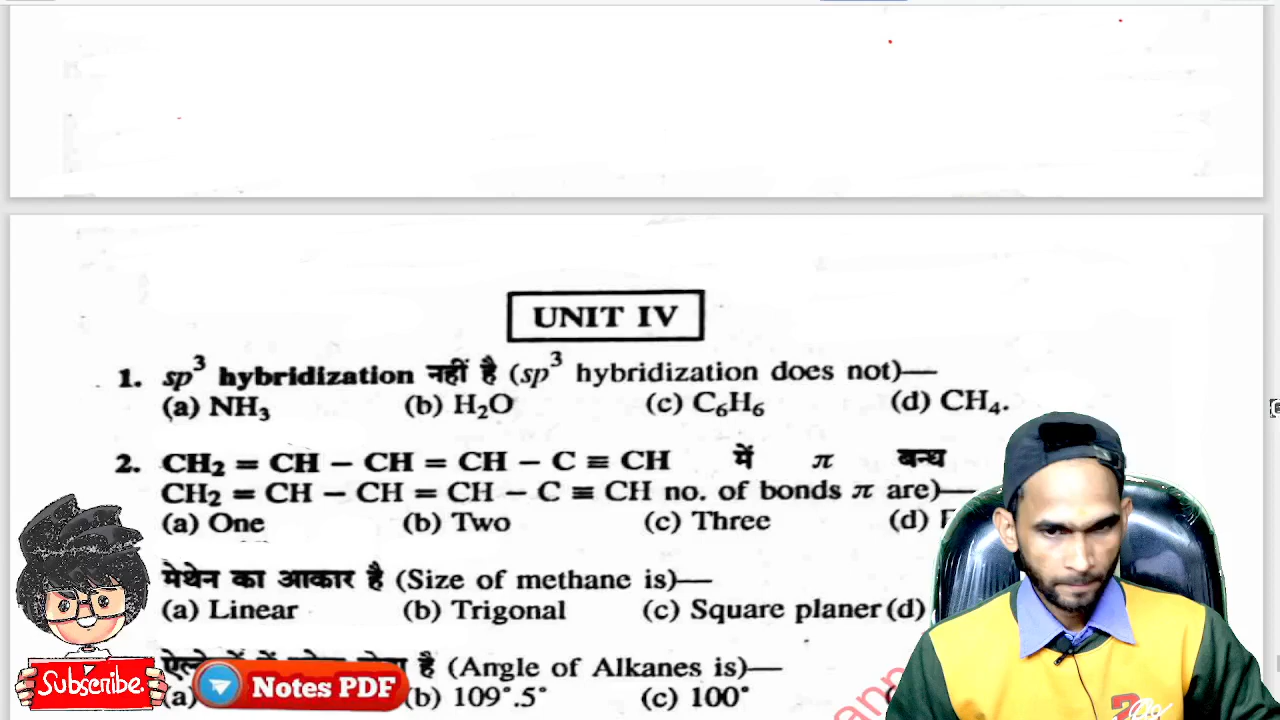 UNIT IV
1. sp³ hybridization नहीं है (sp³ hybridization does not)—
(a) NH₃ (b) H₂O (c) C₆H₆ (d) CH₄.
2. CH₂ = CH – CH = CH – C ≡ CH में π बन्ध
CH₂ = CH – CH = CH – C ≡ CH no. of bonds π are)—
(a) One (b) Two (c) Three (d)
मेथेन का आकार है (Size of methane is)—
(a) Linear (b) Trigonal (c) Square planer (d)
है (Angle of Alkanes is)—
(a) (b) 109°.5° (c) 100°
Subscribe.
Notes PDF